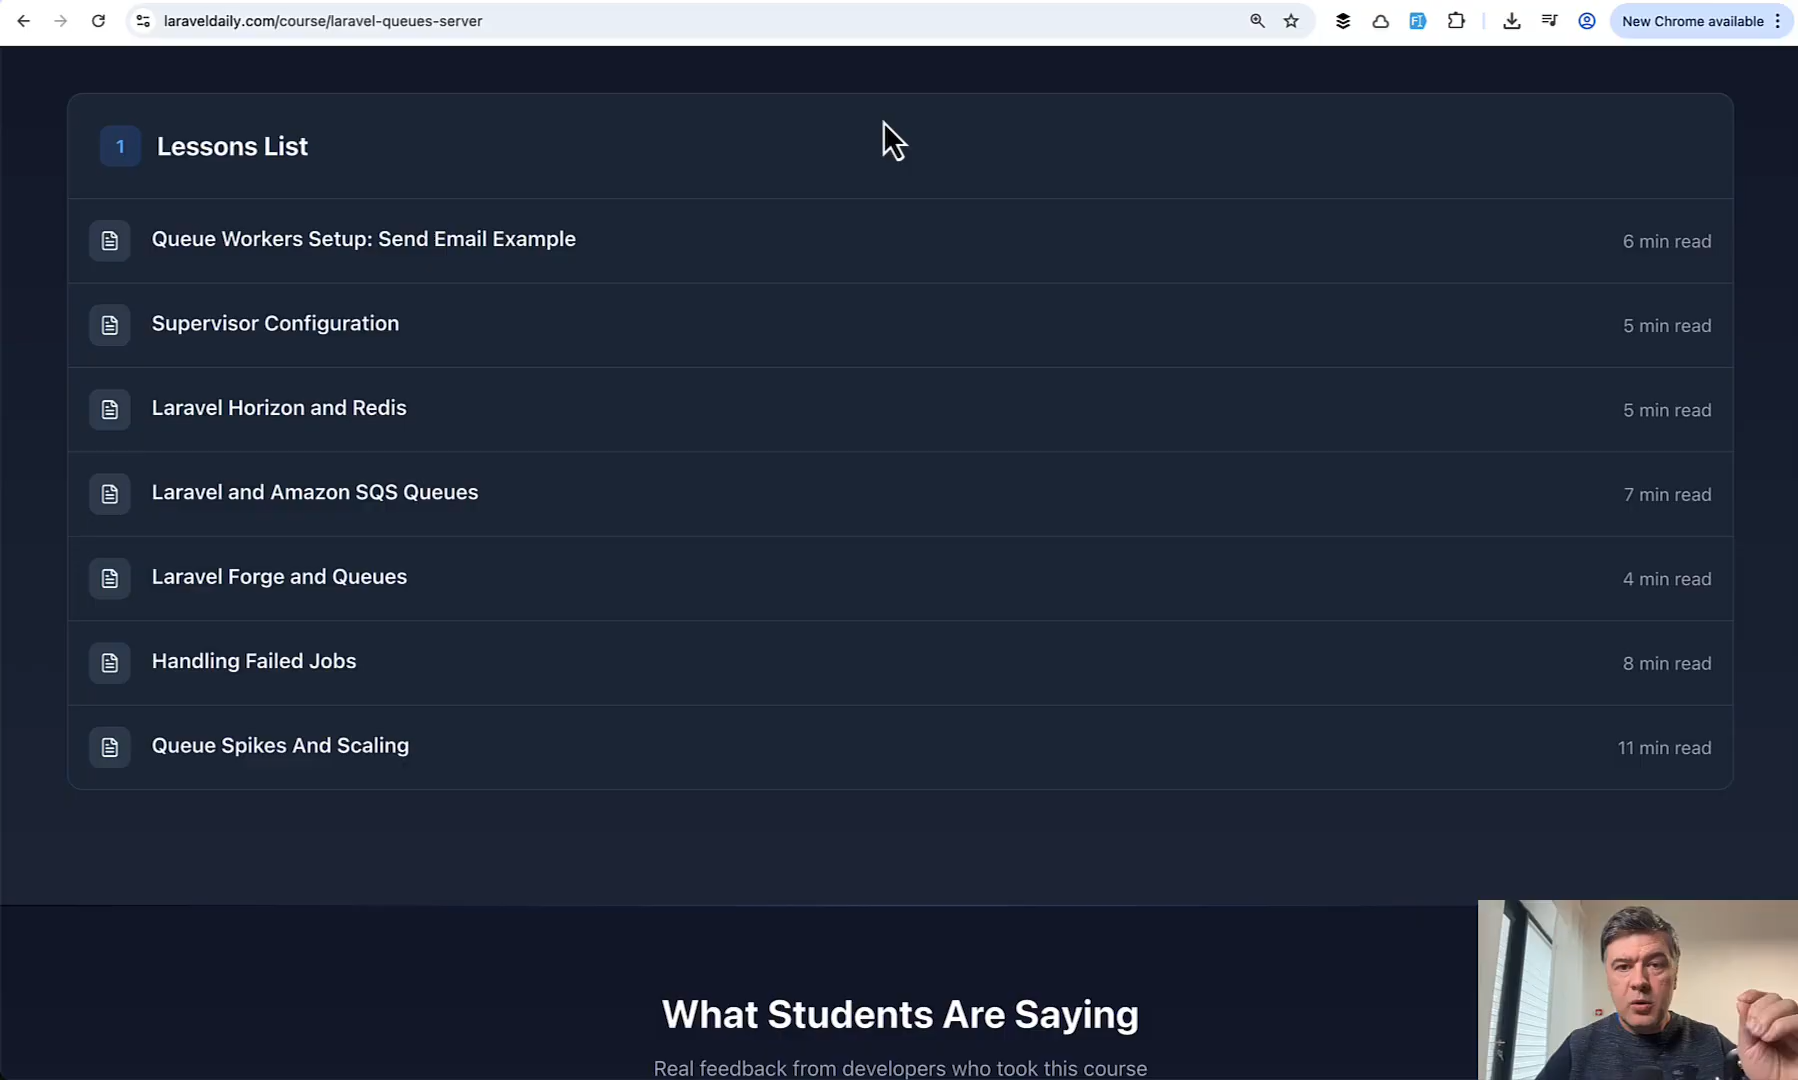 laraveldaily.com/course/laravel-queues-server
New Chrome available
1 Lessons List
Queue Workers Setup: Send Email Example 6 min read
Supervisor Configuration 5 min read
Laravel Horizon and Redis 5 min read
Laravel and Amazon SQS Queues 7 min read
Laravel Forge and Queues 4 min read
Handling Failed Jobs 8 min read
Queue Spikes And Scaling 11 min read
What Students Are Saying
Real feedback from developers who took this course